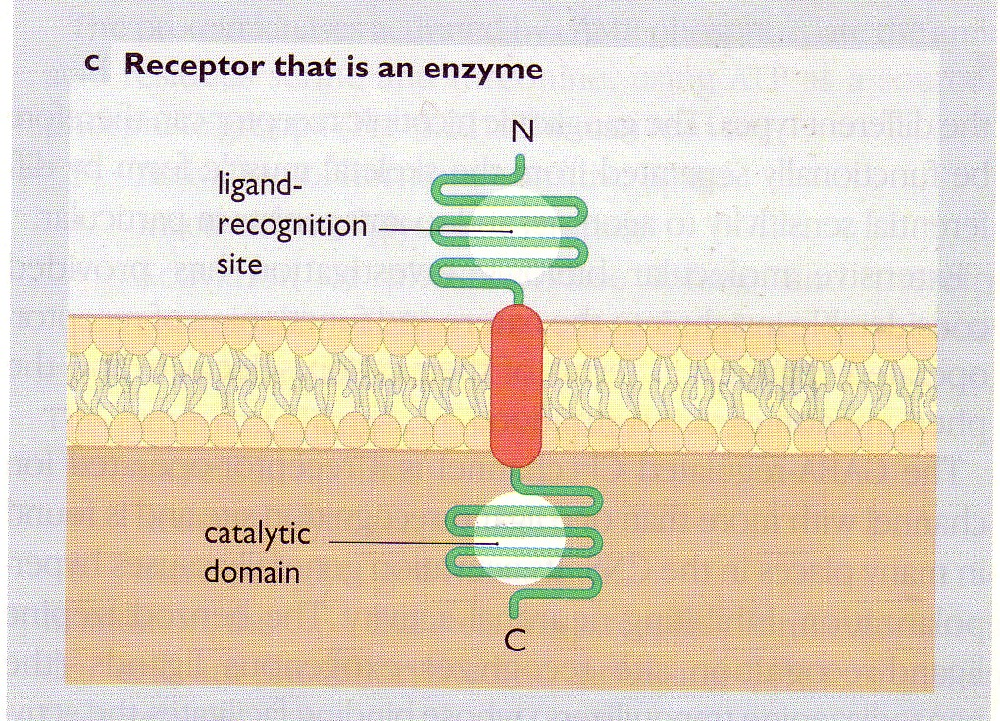 c Receptor that is an enzyme
N
ligand-
recognition
site
catalytic
domain
C